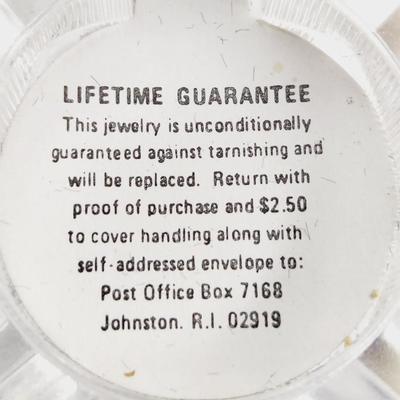 LIFETIME GUARANTEE
This jewelry is unconditionally
guaranteed against tarnishing and
will be replaced. Return with
proof of purchase and $2.50
to cover handling along with
self-addressed envelope to:
Post Office Box 7168
Johnston. R.I. 02919